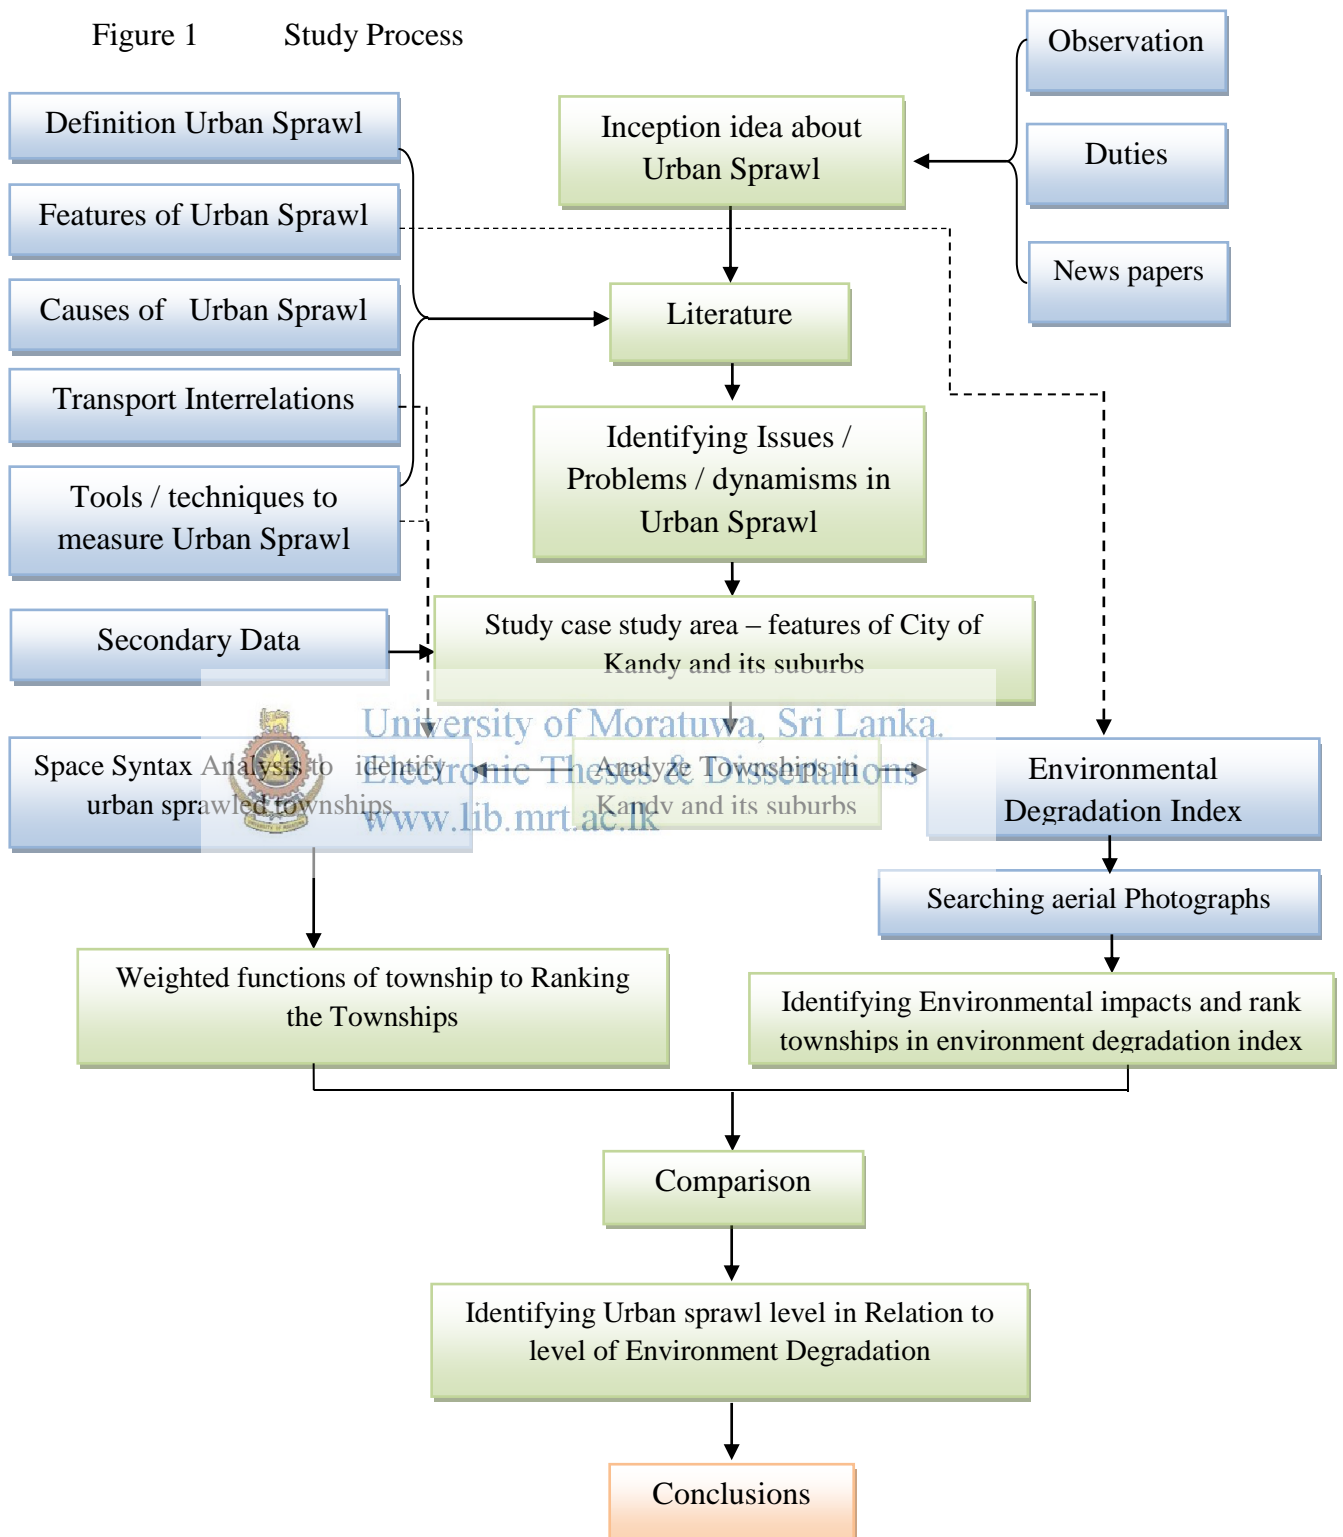 Figure 1 Study Process
Observation
Duties
News papers
Definition Urban Sprawl
Features of Urban Sprawl
Causes of Urban Sprawl
Transport Interrelations
Tools / techniques to
measure Urban Sprawl
Secondary Data
Inception idea about
Urban Sprawl
Literature
Identifying Issues /
Problems / dynamisms in
Urban Sprawl
Study case study area – features of City of
Kandy and its suburbs
University of Moratuwa, Sri Lanka.
Electronic Theses & Dissertations
www.lib.mrt.ac.lk
Space Syntax Analysis to identify
urban sprawled townships
Analyze Townships in
Kandy and its suburbs
Environmental
Degradation Index
Searching aerial Photographs
Weighted functions of township to Ranking
the Townships
Identifying Environmental impacts and rank
townships in environment degradation index
Comparison
Identifying Urban sprawl level in Relation to
level of Environment Degradation
Conclusions